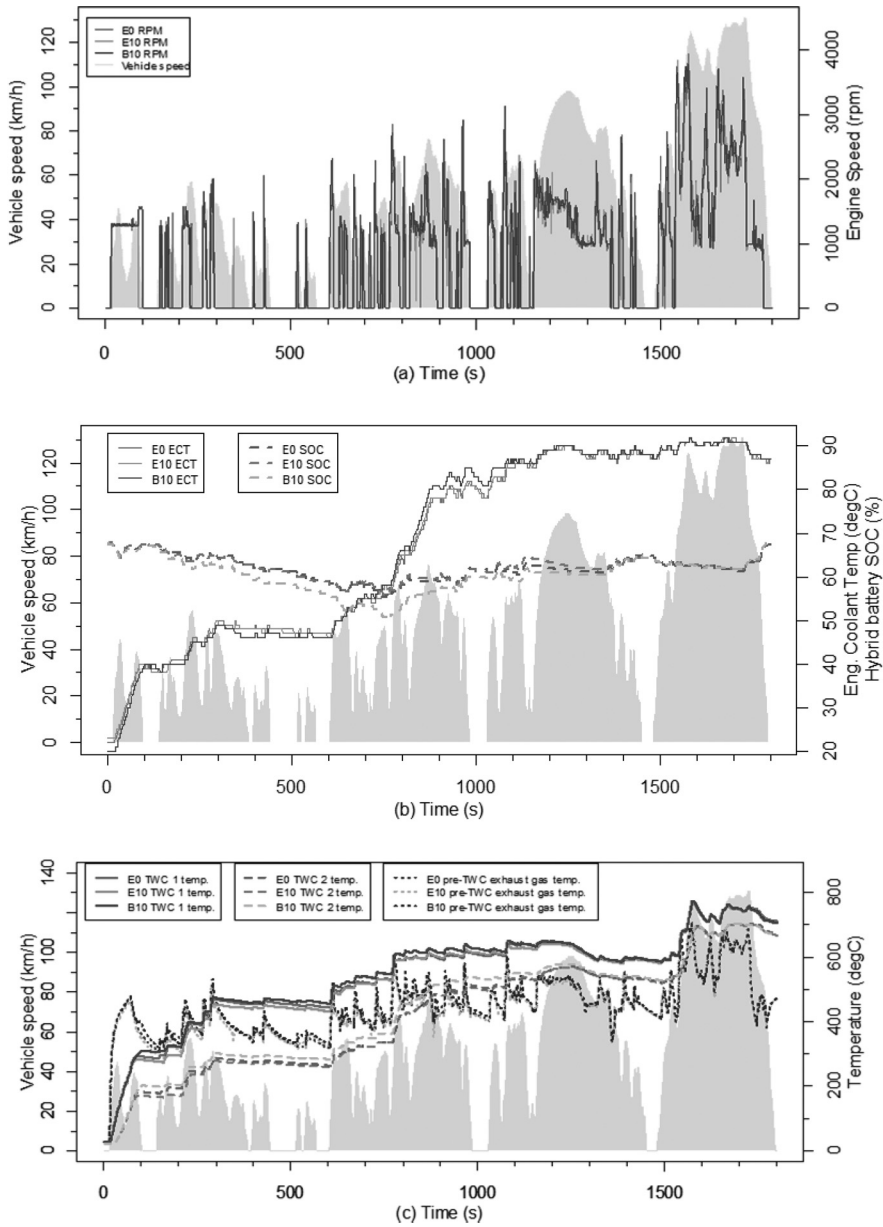 E0 RPM
E10 RPM
B10 RPM
Vehicle speed
Vehicle speed (km/h)
0 20 40 60 80 100 120
Engine Speed (rpm)
0 1000 2000 3000 4000
0 500 1000 1500
(a) Time (s)
E0 ECT
E10 ECT
B10 ECT
E0 SOC
E10 SOC
B10 SOC
Vehicle speed (km/h)
0 20 40 60 80 100 120
Eng. Coolant Temp (degC)
Hybrid battery SOC (%)
20 30 40 50 60 70 80 90
0 500 1000 1500
(b) Time (s)
E0 TWC 1 temp.
E10 TWC 1 temp.
B10 TWC 1 temp.
E0 TWC 2 temp.
E10 TWC 2 temp.
B10 TWC 2 temp.
E0 pre-TWC exhaust gas temp.
E10 pre-TWC exhaust gas temp.
B10 pre-TWC exhaust gas temp.
Vehicle speed (km/h)
0 20 40 60 80 100 120 140
Temperature (degC)
0 200 400 600 800
0 500 1000 1500
(c) Time (s)